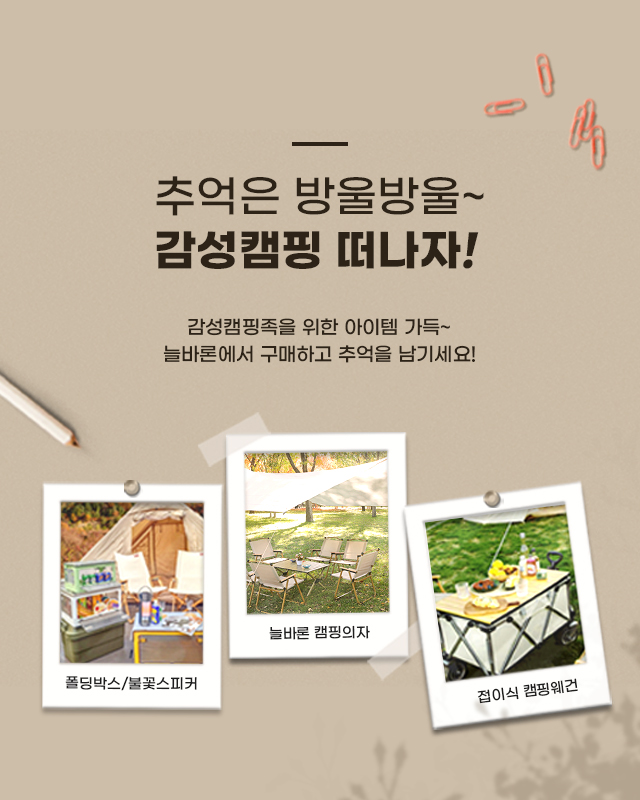 추억은 방울방울~
감성캠핑 떠나자!
감성캠핑족을 위한 아이템 가득~
늘바론에서 구매하고 추억을 남기세요!
늘바론 캠핑의자
폴딩박스/불꽃스피커
접이식 캠핑웨건